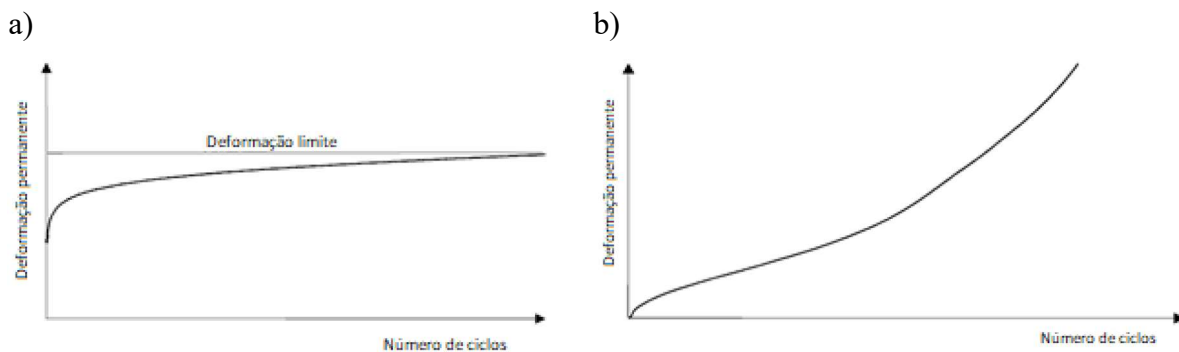 a)
b)
Deformação permanente
Deformação limite
Número de ciclos
Deformação permanente
Número de ciclos